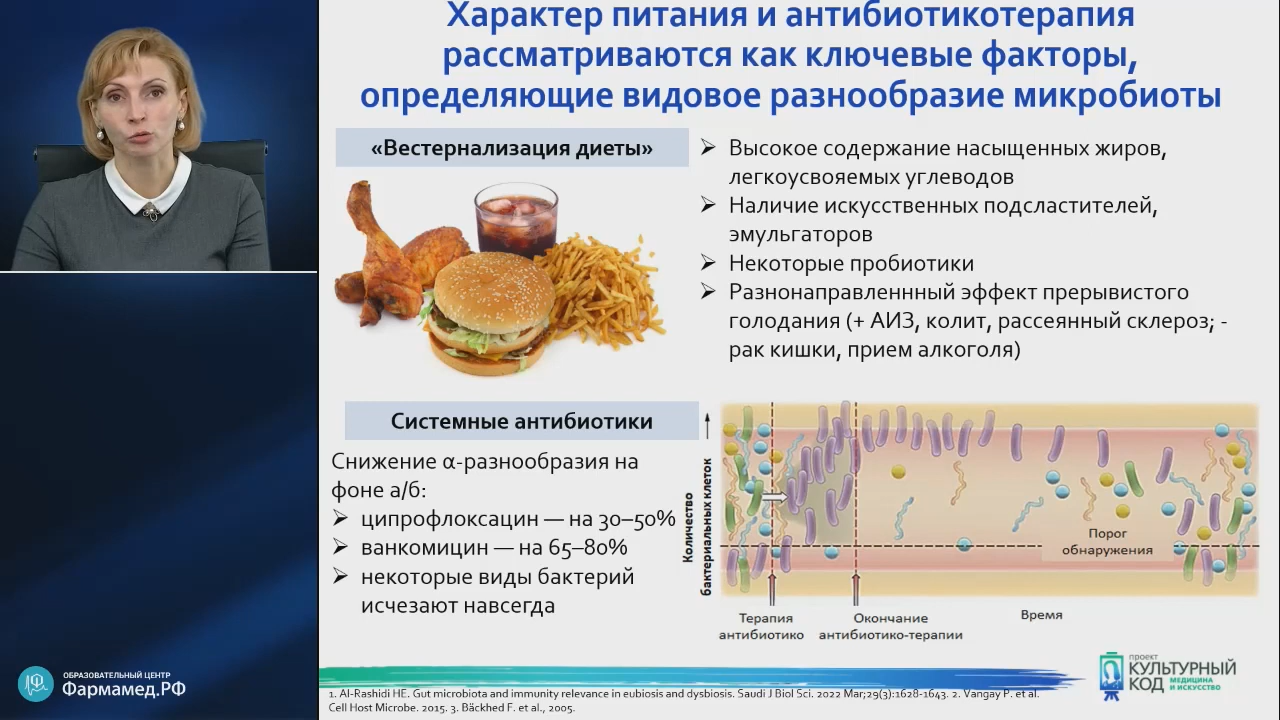 Характер питания и антибиотикотерапия
рассматриваются как ключевые факторы,
определяющие видовое разнообразие микробиоты
«Вестернализация диеты»
➢ Высокое содержание насыщенных жиров,
легкоусвояемых углеводов
➢ Наличие искусственных подсластителей,
эмульгаторов
➢ Некоторые пробиотики
➢ Разнонаправленнный эффект прерывистого
голодания (+ АИЗ, колит, рассеянный склероз; -
рак кишки, прием алкоголя)
Системные антибиотики
Снижение α-разнообразия на
фоне а/б:
➢ ципрофлоксацин — на 30–50%
➢ ванкомицин — на 65–80%
➢ некоторые виды бактерий
исчезают навсегда
Количество
бактериальных клеток
Порог
обнаружения
Терапия
антибиотико
Окончание
антибиотико-терапии
Время
ОБРАЗОВАТЕЛЬНЫЙ ЦЕНТР
Фармамед.РФ
проект
КУЛЬТУРНЫЙ
КОД
МЕДИЦИНА
И ИСКУССТВО
1. Al-Rashidi HE. Gut microbiota and immunity relevance in eubiosis and dysbiosis. Saudi J Biol Sci. 2022 Mar;29(3):1628-1643. 2. Vangay P. et al.
Cell Host Microbe. 2015. 3. Bäckhed F. et al., 2005.